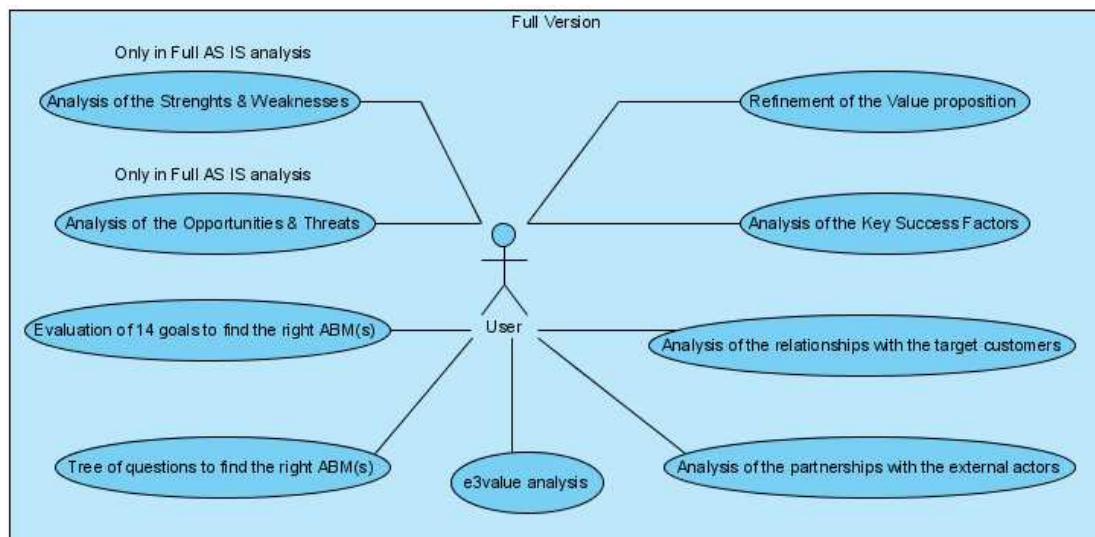 Full Version
Only in Full AS IS analysis
Analysis of the Strenghts & Weaknesses
Refinement of the Value proposition
Only in Full AS IS analysis
Analysis of the Opportunities & Threats
Analysis of the Key Success Factors
User
Evaluation of 14 goals to find the right ABM(s)
Analysis of the relationships with the target customers
Tree of questions to find the right ABM(s)
e3value analysis
Analysis of the partnerships with the external actors